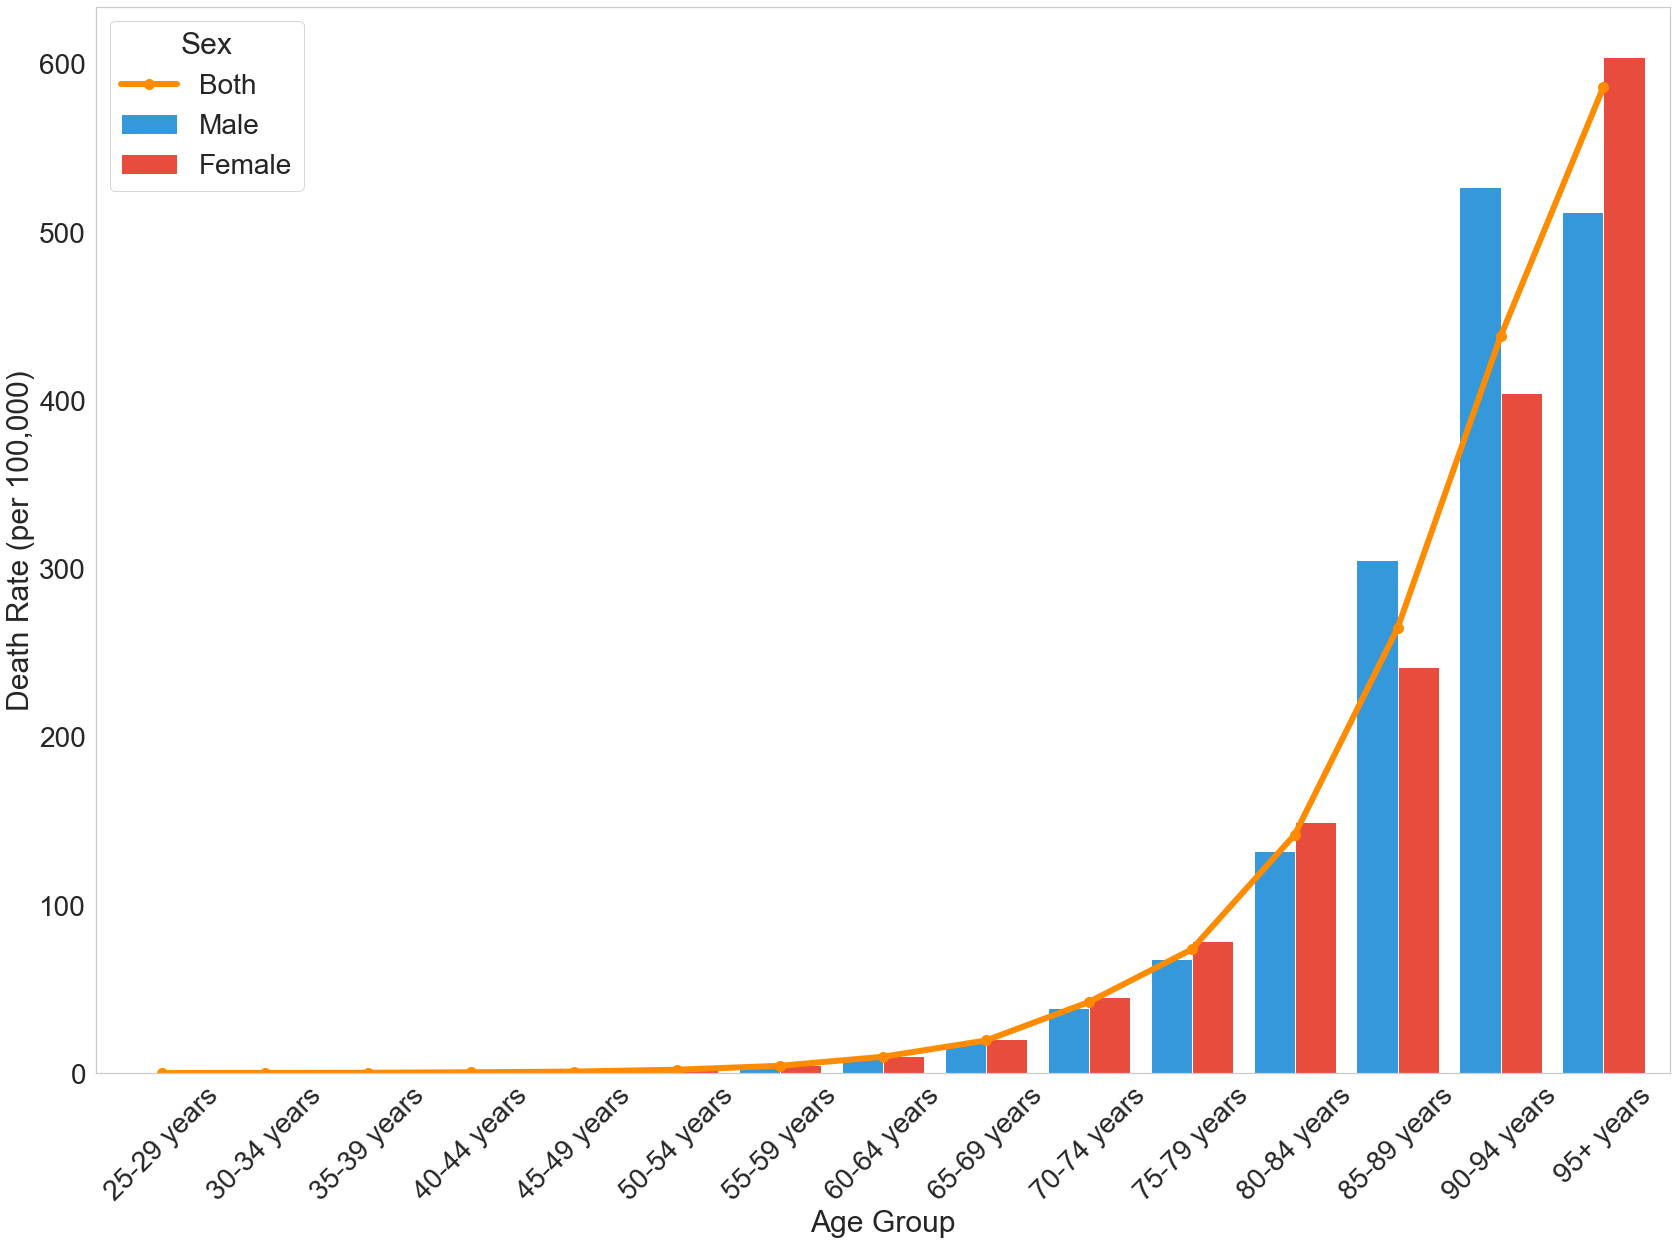 Sex
Both
Male
Female
Death Rate (per 100,000)
600
500
400
300
200
100
0
25-29 years
30-34 years
35-39 years
40-44 years
45-49 years
50-54 years
55-59 years
60-64 years
65-69 years
70-74 years
75-79 years
80-84 years
85-89 years
90-94 years
95+ years
Age Group